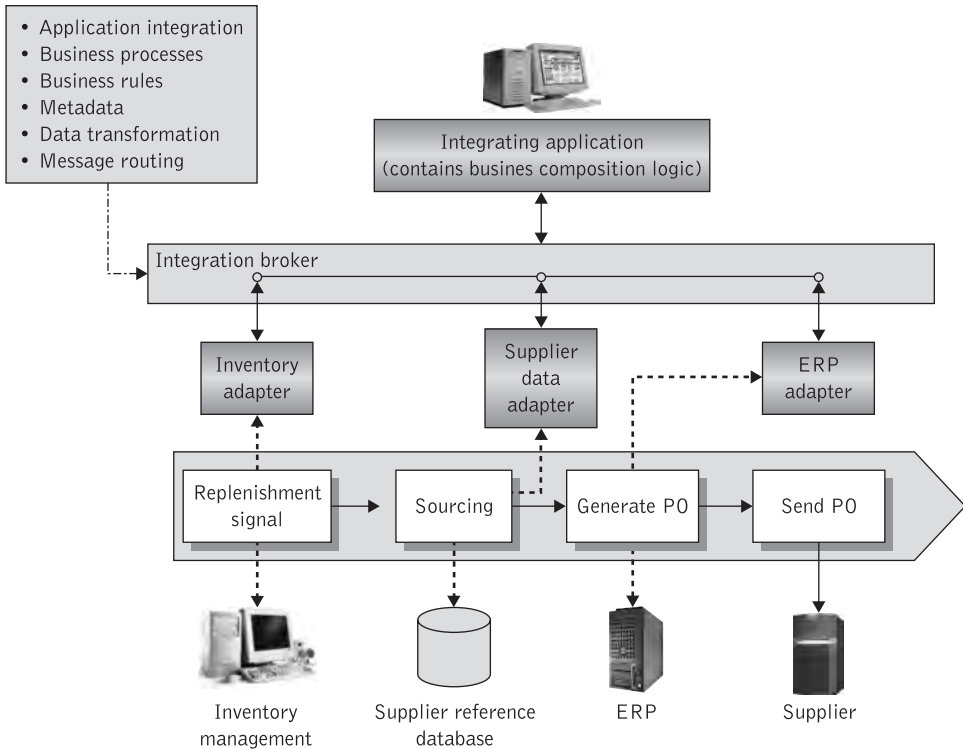 • Application integration
• Business processes
• Business rules
• Metadata
• Data transformation
• Message routing
Integrating application
(contains busines composition logic)
Integration broker
Inventory
adapter
Supplier
data
adapter
ERP
adapter
Replenishment
signal
Sourcing
Generate PO
Send PO
Inventory
management
Supplier reference
database
ERP
Supplier